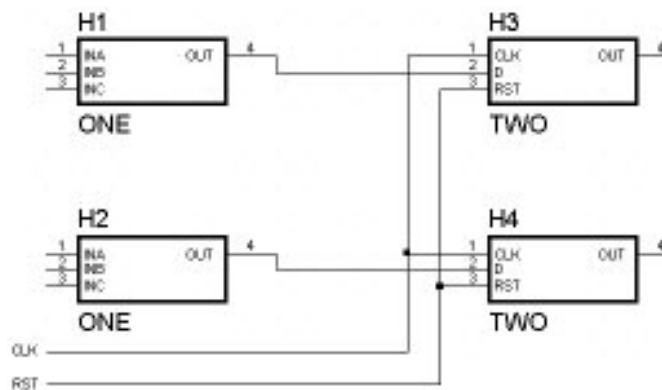 H1
1 INA OUT 4
2 INB
3 INC
ONE
H3
1 CLK OUT 4
2 D
3 RST
TWO
H2
1 INA OUT 4
2 INB
3 INC
ONE
H4
1 CLK OUT 4
2 D
3 RST
TWO
CLK
RST